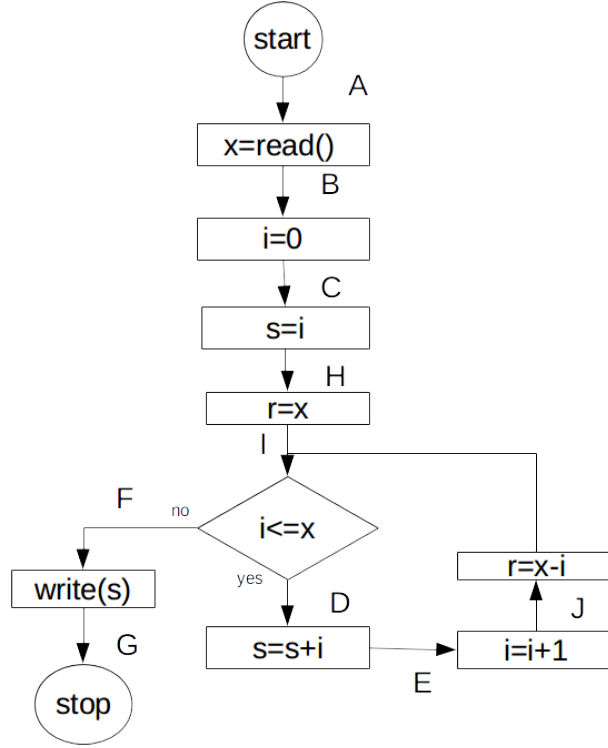 start
A
x=read()
B
i=0
C
s=i
H
r=x
I
F
no
i<=x
yes
write(s)
r=x-i
D
J
G
s=s+i
i=i+1
E
stop